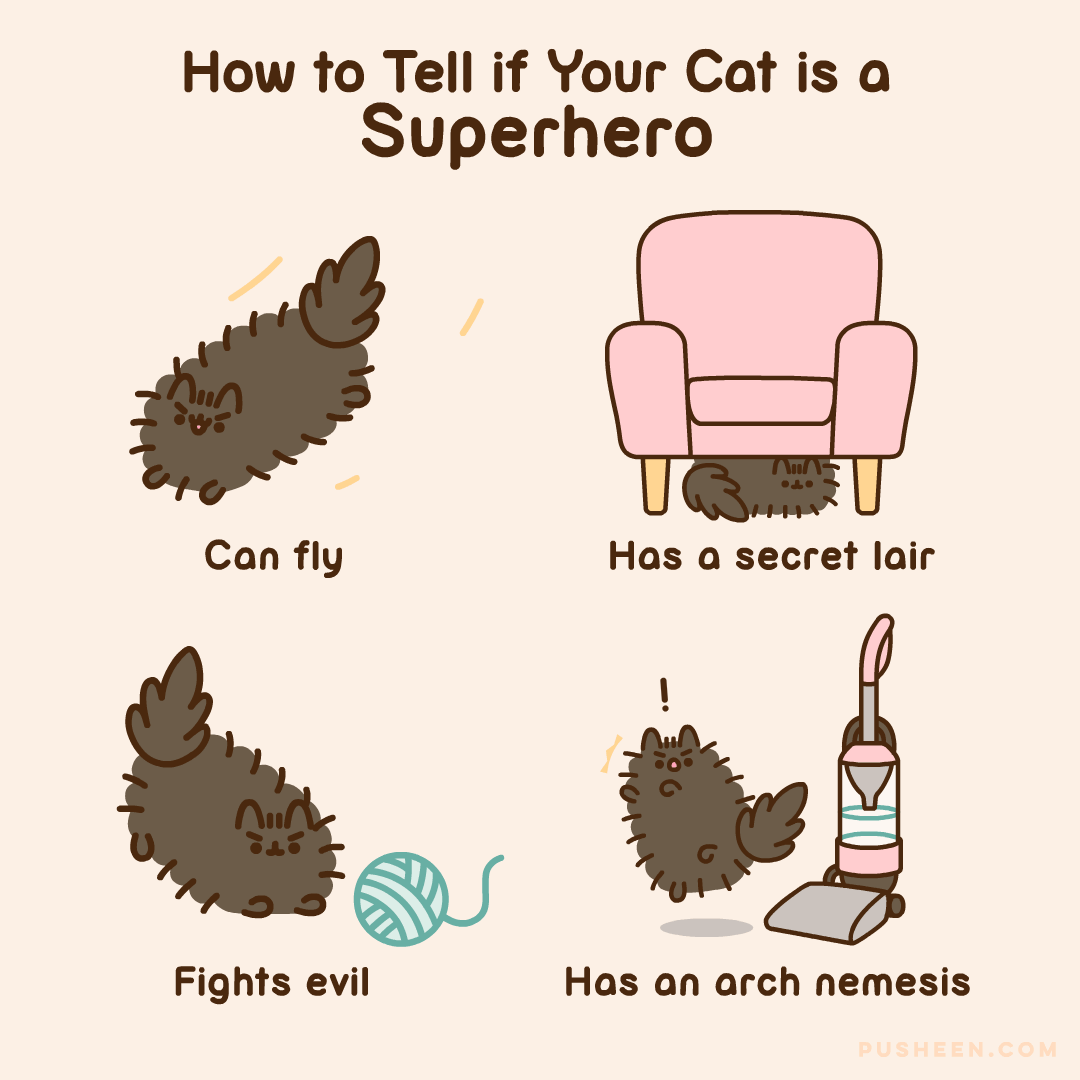 How to Tell if Your Cat is a
Superhero
Can fly
Has a secret lair
!
Fights evil
Has an arch nemesis
PUSHEEN.COM